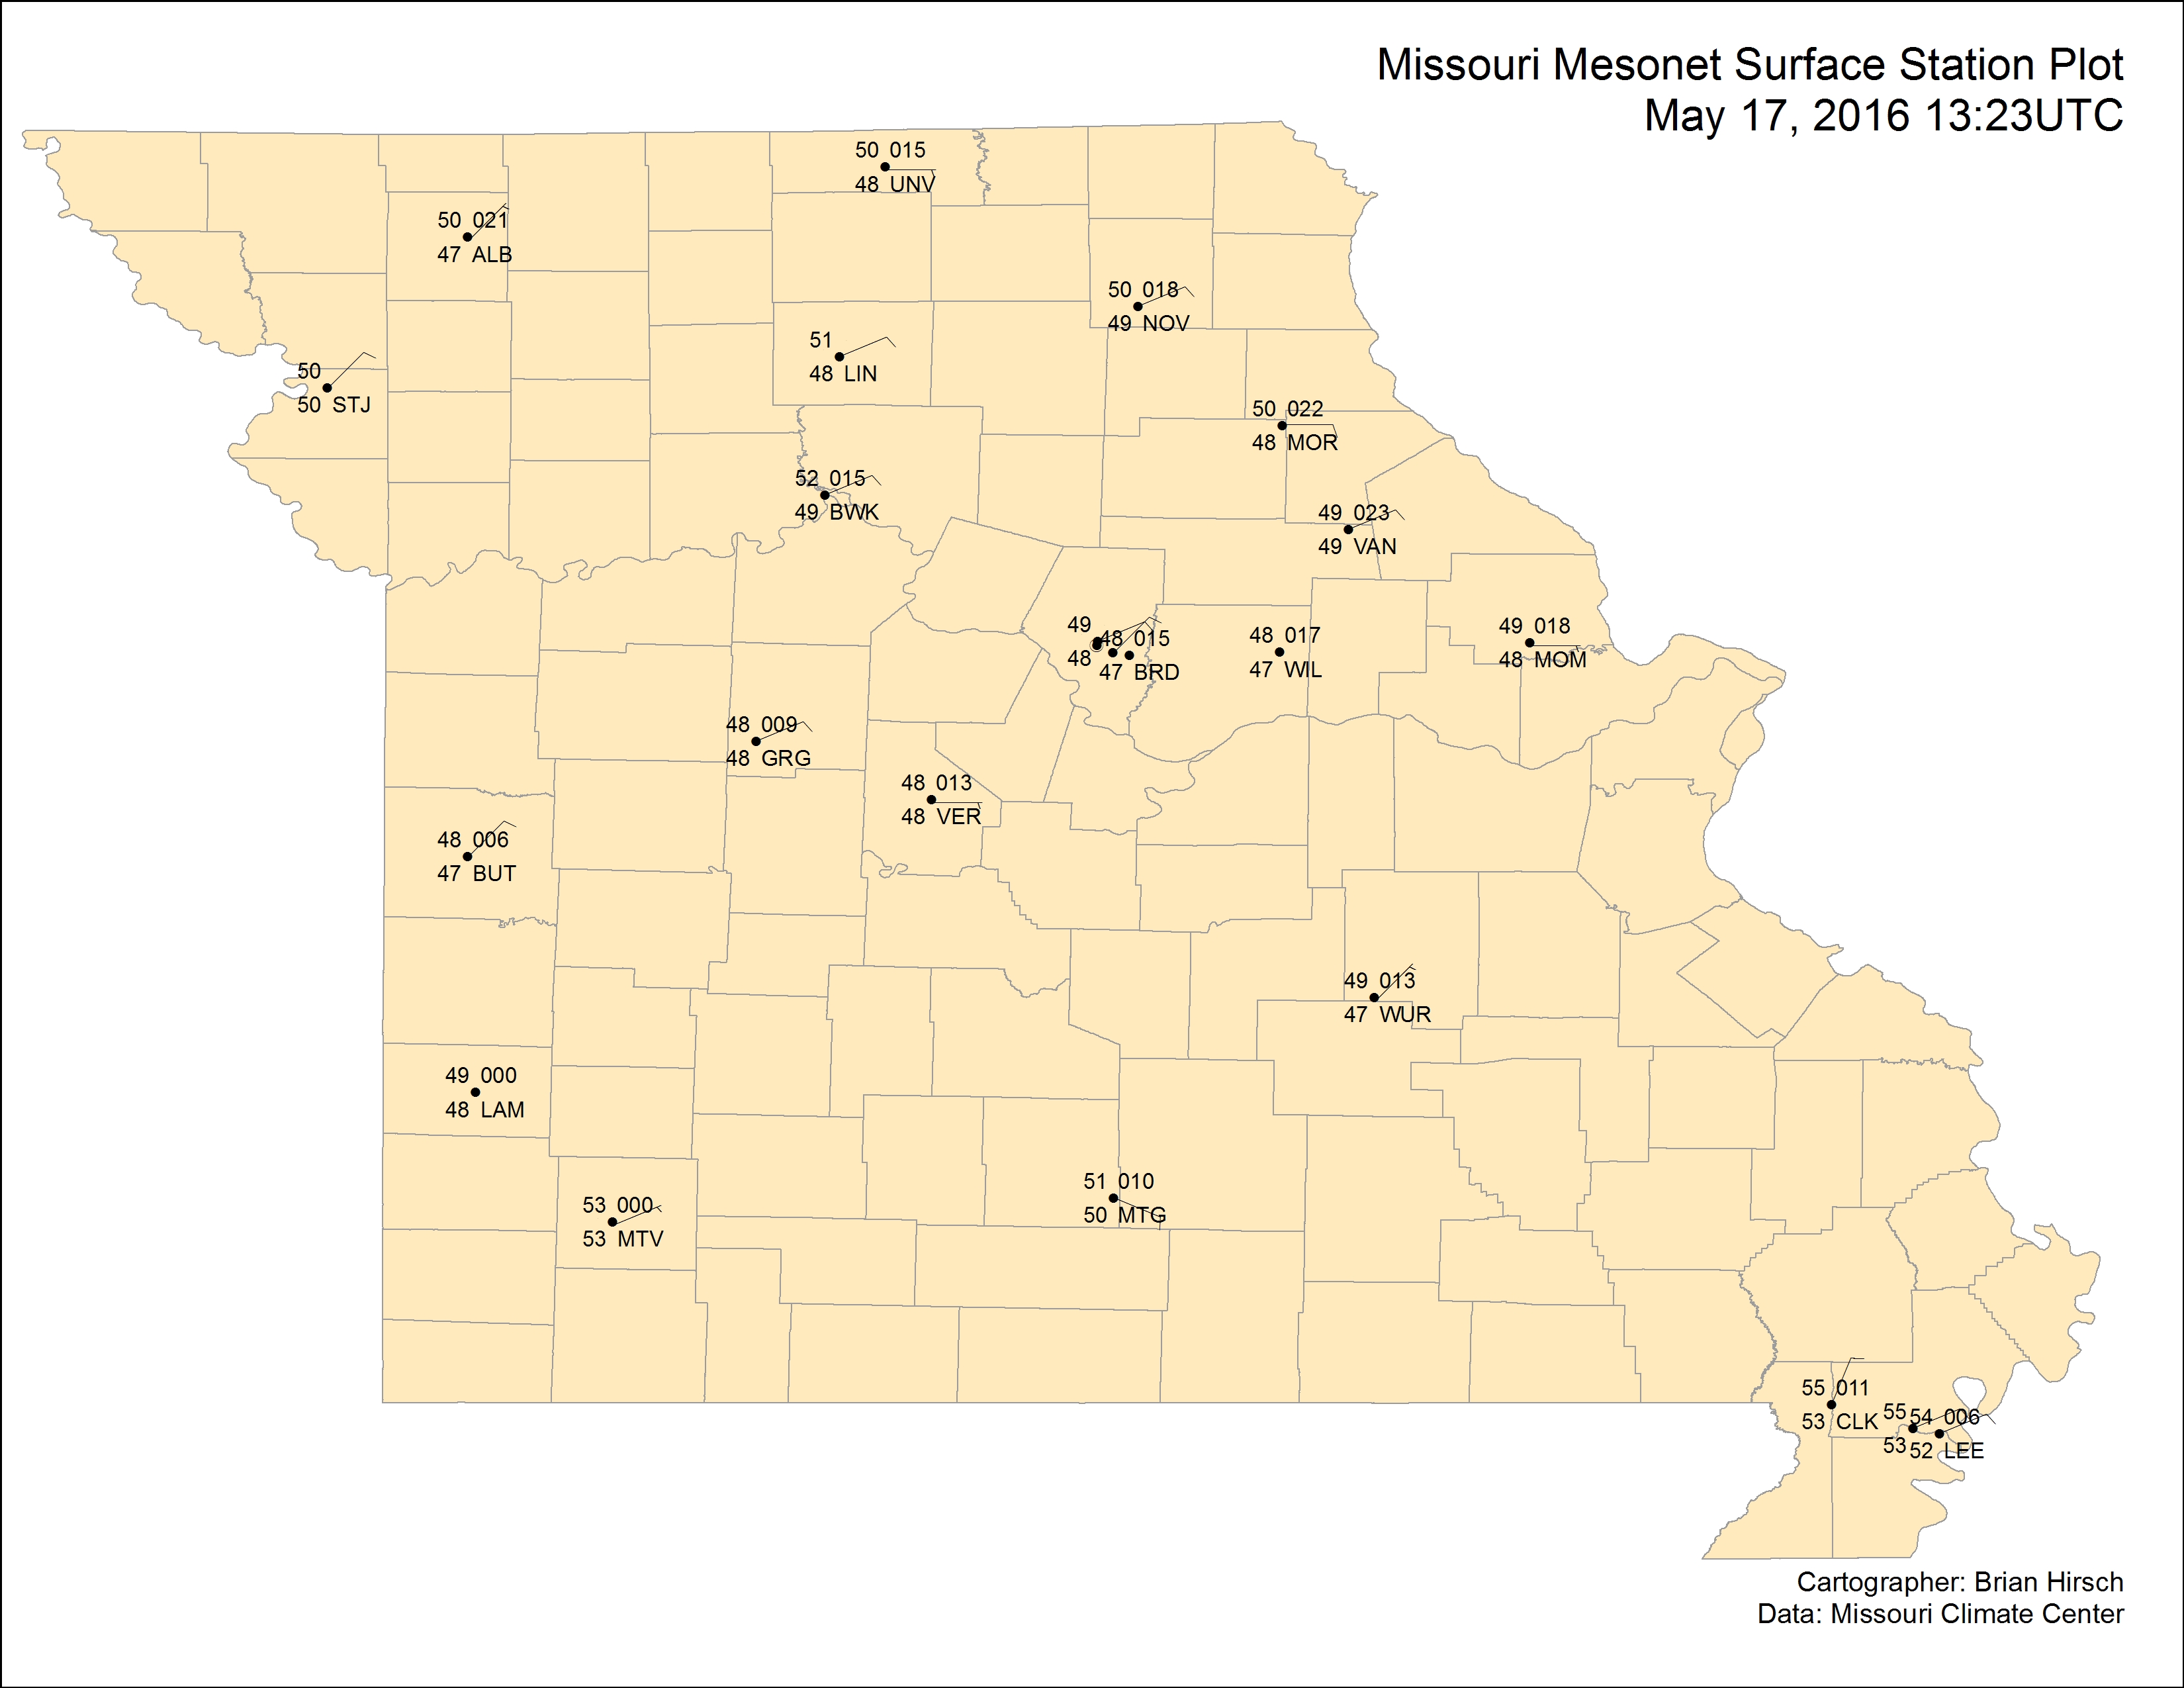 Missouri Mesonet Surface Station Plot
May 17, 2016 13:23UTC
50 015
48 UNV
50 021
47 ALB
50 018
49 NOV
51
48 LIN
50
50 STJ
50 022
48 MOR
52 015
49 BWK
49 023
49 VAN
49
48
48 015
47 BRD
48 017
47 WIL
49 018
48 MOM
48 009
48 GRG
48 013
48 VER
48 006
47 BUT
49 013
47 WUR
49 000
48 LAM
51 010
50 MTG
53 000
53 MTV
55 011
53 CLK
55
53
54 006
52 LEE
Cartographer: Brian Hirsch
Data: Missouri Climate Center